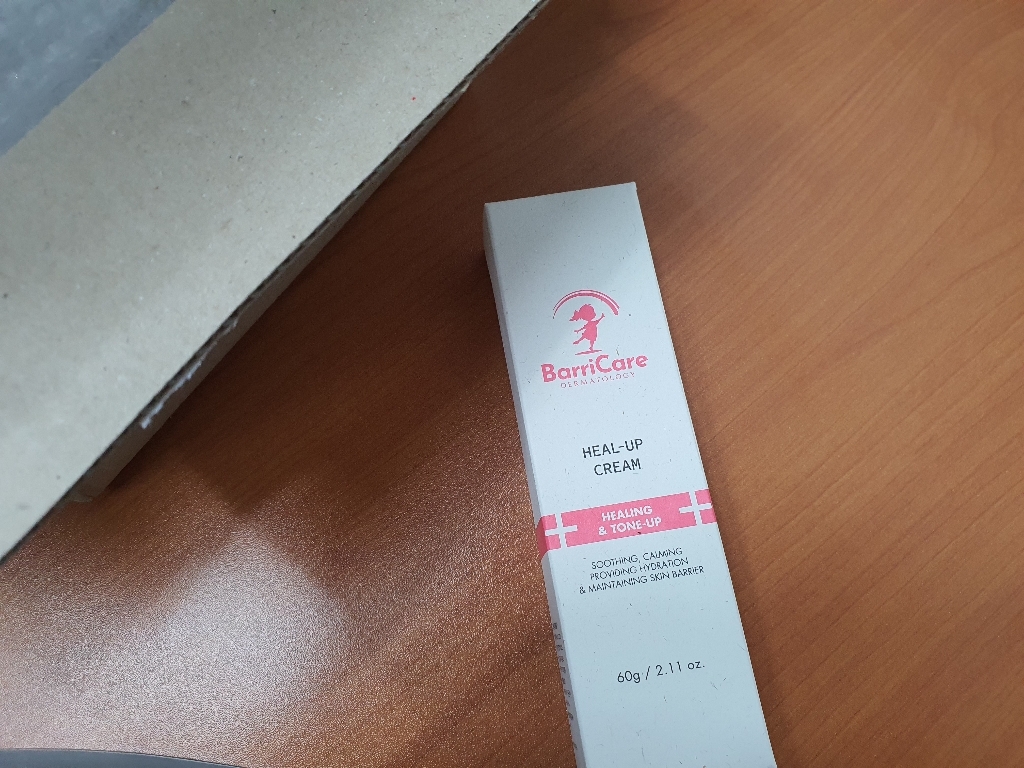 BarriCare
DERMATOLOGY
HEAL-UP
CREAM
HEALING
& TONE-UP
SOOTHING, CALMING
PROVIDING HYDRATION
& MAINTAINING SKIN BARRIER
60g / 2.11 oz.